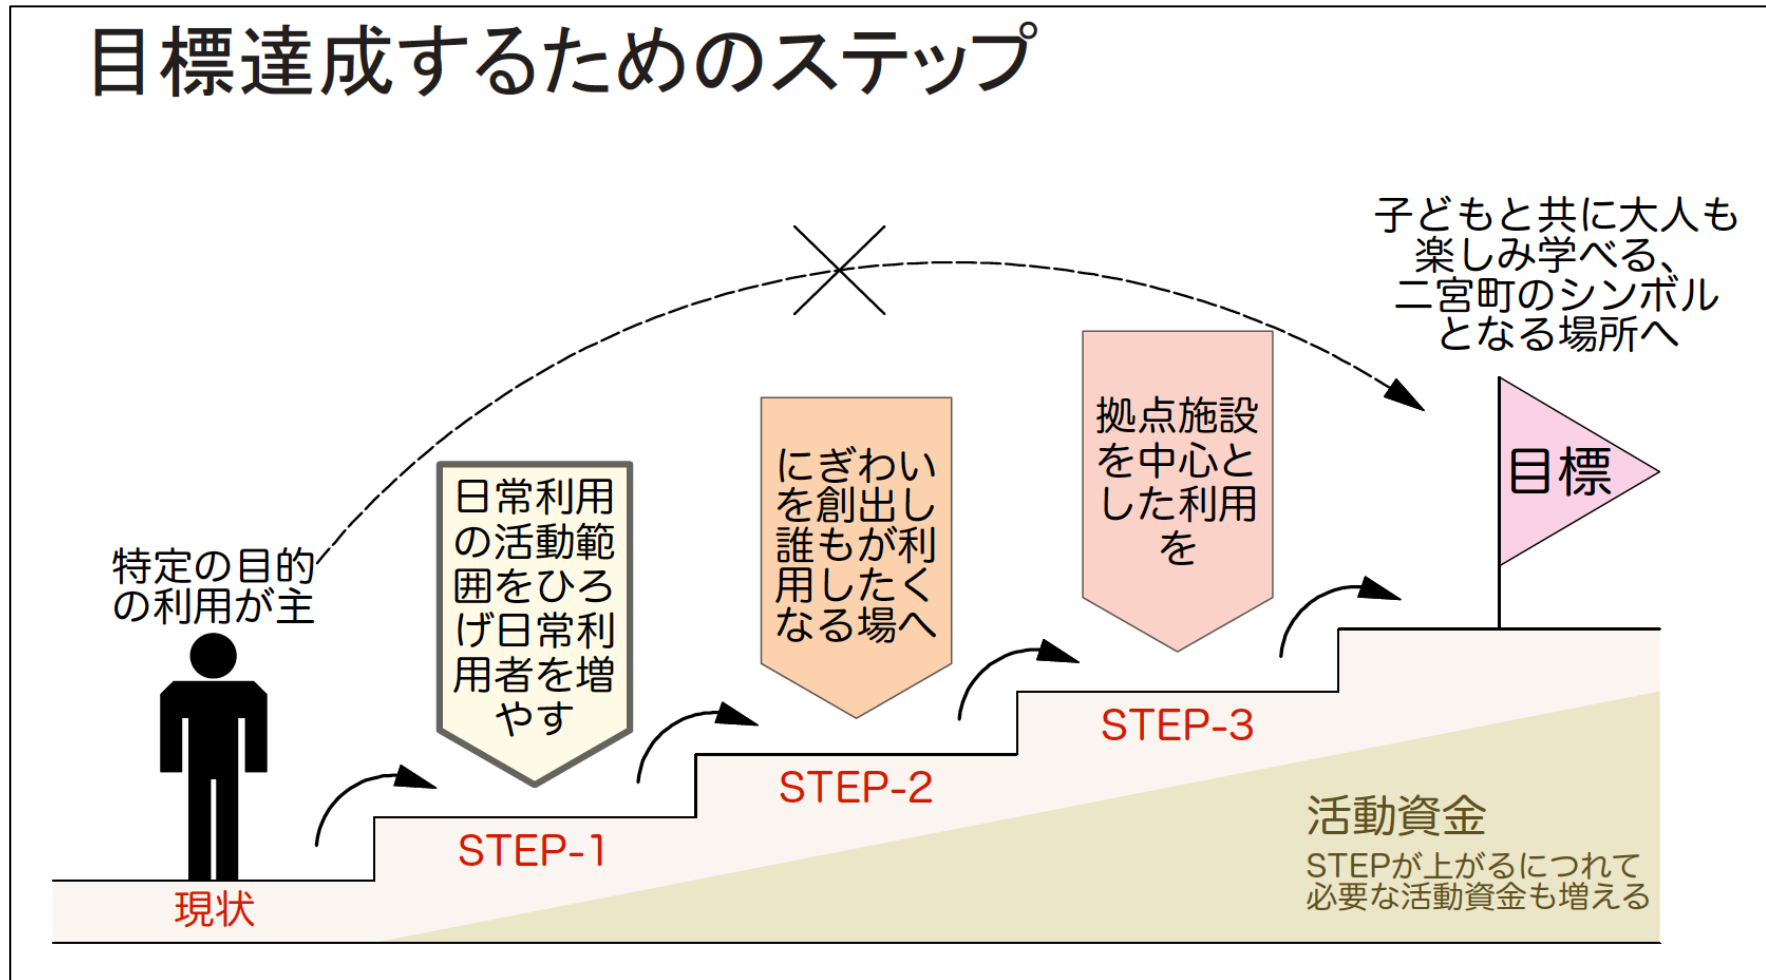 目標達成するためのステップ
子どもと共に大人も
楽しみ学べる、
二宮町のシンボル
となる場所へ
目標
拠点施設
を中心と
した利用
を
にぎわい
を創出し
誰もが利
用したく
なる場へ
日常利用
の活動範
囲をひろ
げ日常利
用者を増
やす
特定の目的
の利用が主
現状
STEP-1
STEP-2
STEP-3
活動資金
STEPが上がるにつれて
必要な活動資金も増える